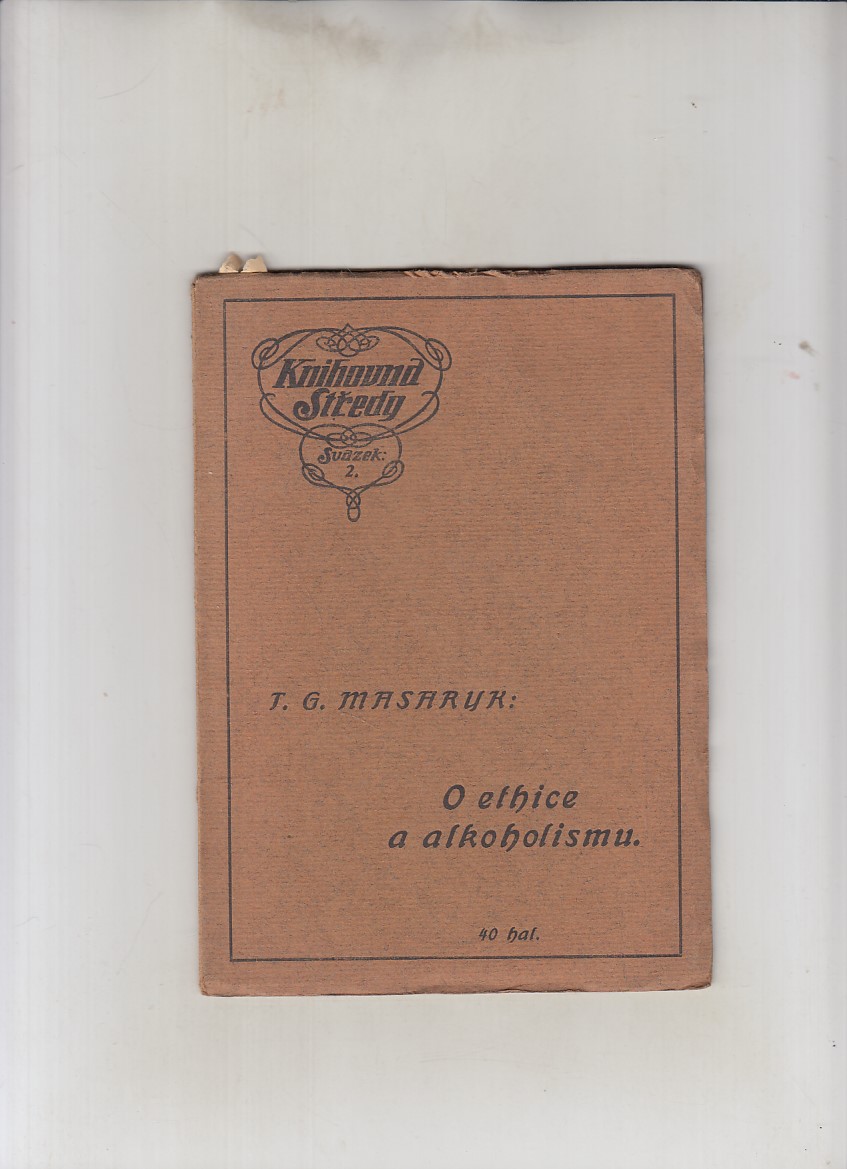 Knihovna
Středy
Svazek:
2.
T. G. MASARYK:
O ethice
a alkoholismu.
40 hal.